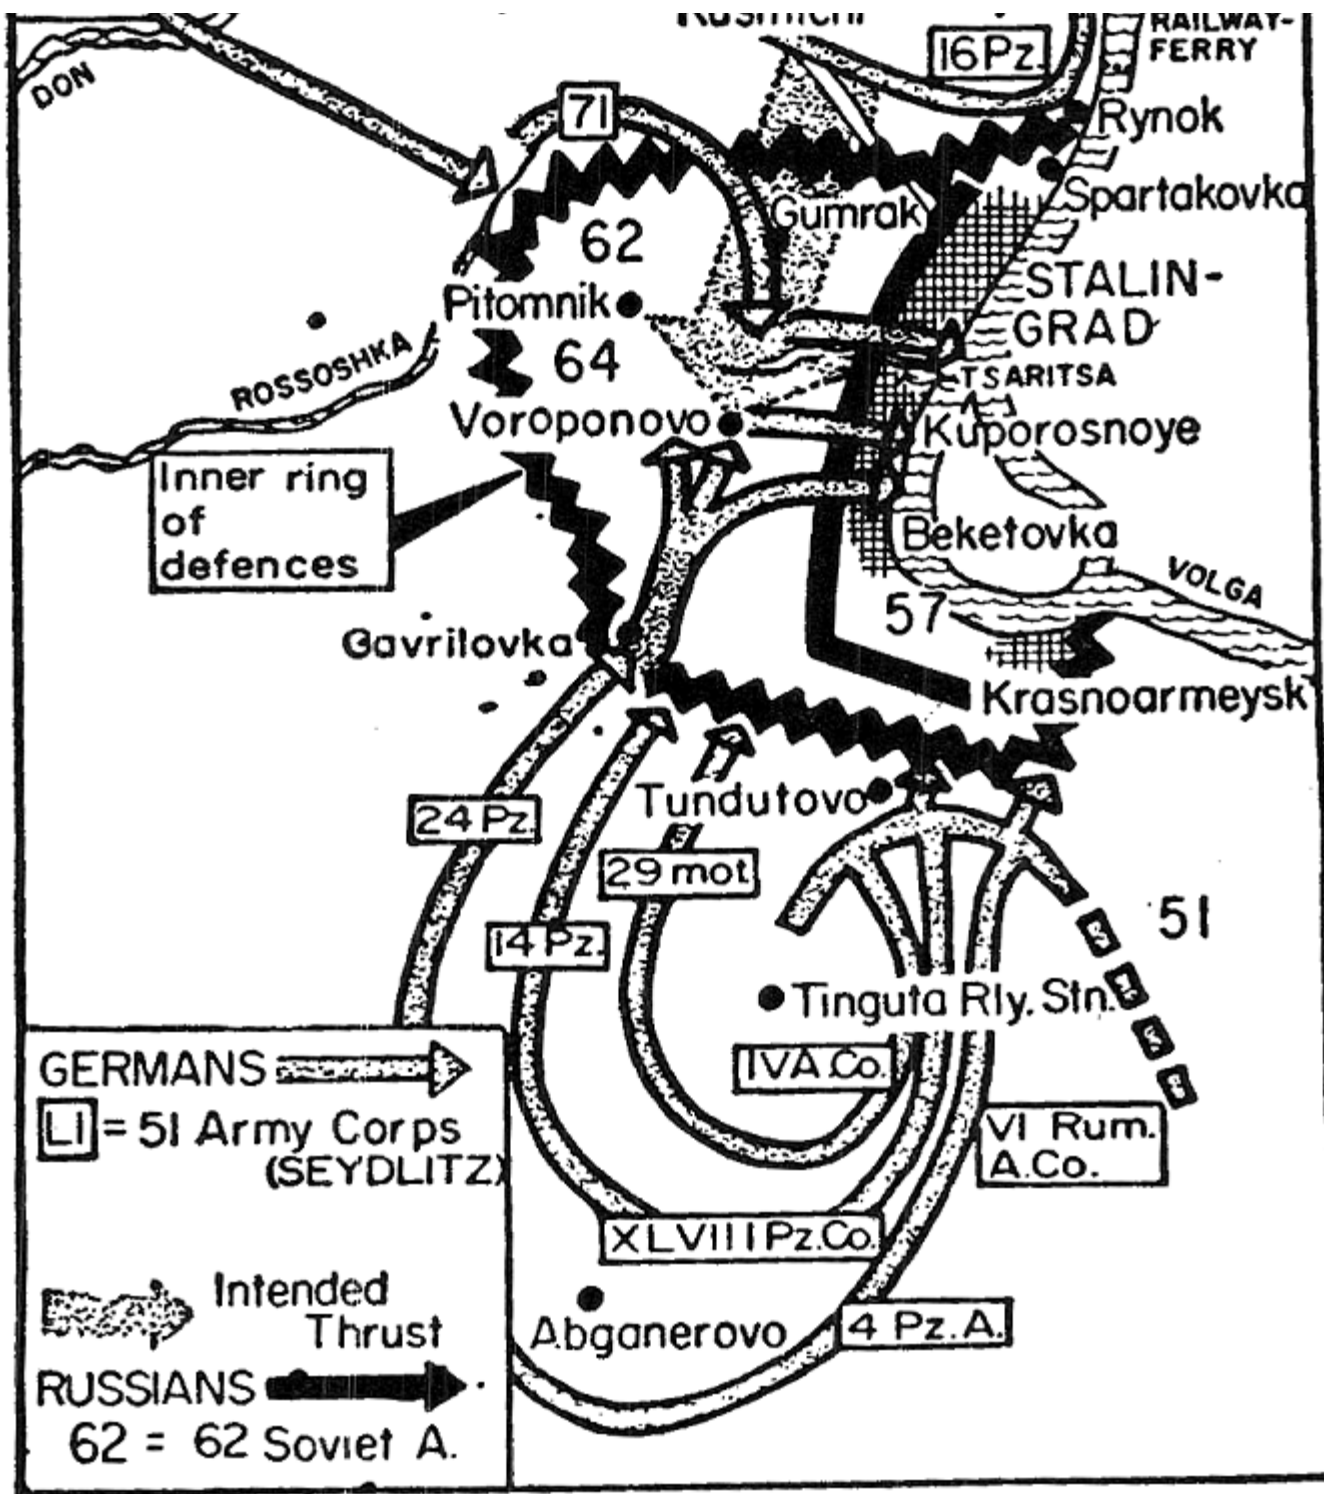 RAILWAY-
FERRY
16 Pz.
DON
71
Rynok
Spartakovka
Gumrak
62
STALIN-
GRAD
Pitomnik
64
ROSSOSHKA
TSARITSA
Voroponovo
Kuporosnoye
Inner ring
of
defences
Beketovka
VOLGA
57
Gavrilovka
Krasnoarmeysk
24 Pz.
Tundutovo
29 mot.
51
14 Pz.
Tinguta Rly. Stn.
IVA.Co.
VI Rum.
A.Co.
XLVIII Pz.Co.
Abganerovo
4 Pz. A.
GERMANS
LI = 51 Army Corps
(SEYDLITZ)
Intended
Thrust
RUSSIANS
62 = 62 Soviet A.